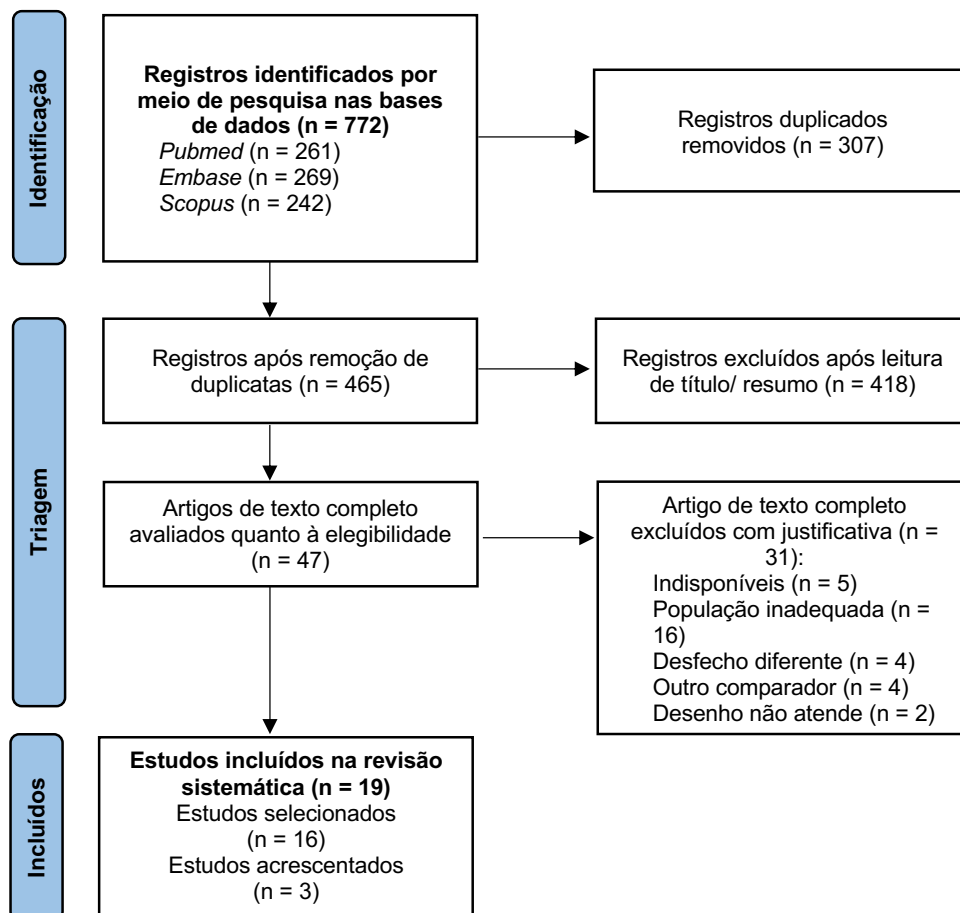 Identificação
Registros identificados por
meio de pesquisa nas bases
de dados (n = 772)
Pubmed (n = 261)
Embase (n = 269)
Scopus (n = 242)
Registros duplicados
removidos (n = 307)
Triagem
Registros após remoção de
duplicatas (n = 465)
Registros excluídos após leitura
de título/ resumo (n = 418)
Artigos de texto completo
avaliados quanto à elegibilidade
(n = 47)
Artigo de texto completo
excluídos com justificativa (n =
31):
Indisponíveis (n = 5)
População inadequada (n =
16)
Desfecho diferente (n = 4)
Outro comparador (n = 4)
Desenho não atende (n = 2)
Incluídos
Estudos incluídos na revisão
sistemática (n = 19)
Estudos selecionados
(n = 16)
Estudos acrescentados
(n = 3)